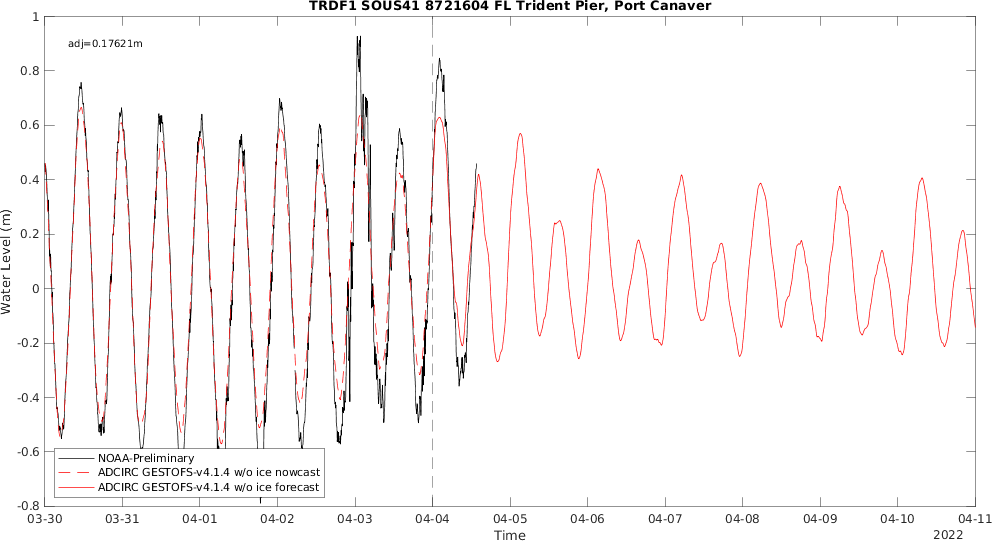 TRDF1 SOUS41 8721604 FL Trident Pier, Port Canaver
adj=0.17621m
1
0.8
0.6
0.4
0.2
0
-0.2
-0.4
-0.6
-0.8
Water Level (m)
NOAA-Preliminary
ADCIRC GESTOFS-v4.1.4 w/o ice nowcast
ADCIRC GESTOFS-v4.1.4 w/o ice forecast
03-30 03-31 04-01 04-02 04-03 04-04 04-05 04-06 04-07 04-08 04-09 04-10 04-11
Time
2022